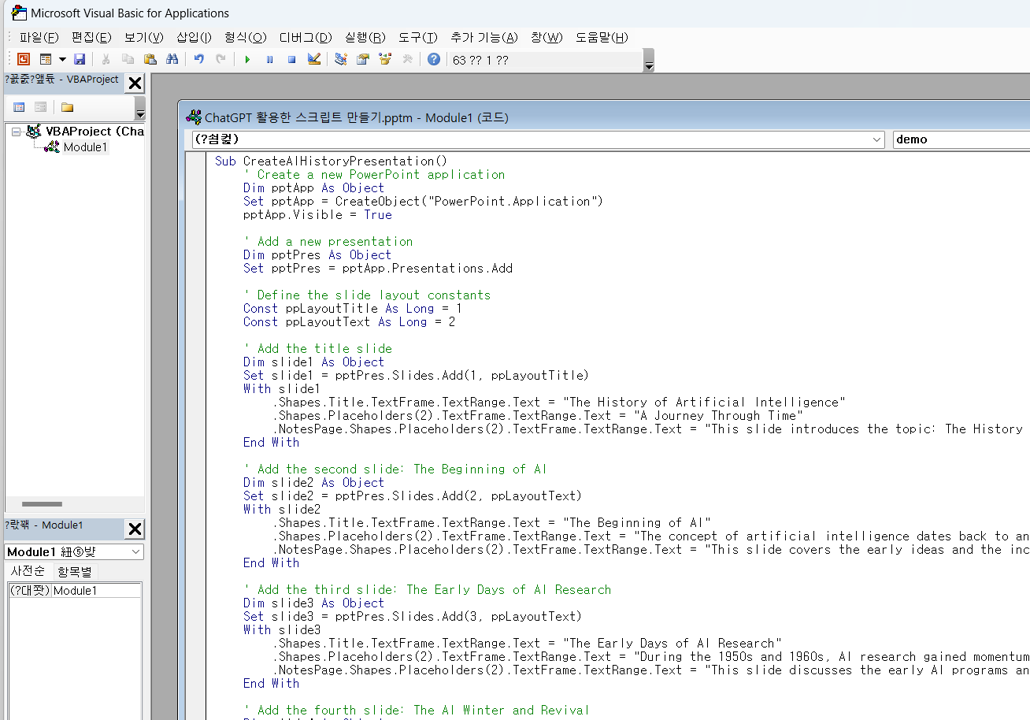 Microsoft Visual Basic for Applications
파일(F) 편집(E) 보기(V) 삽입(I) 형식(O) 디버그(D) 실행(R) 도구(T) 추가 기능(A) 창(W) 도움말(H)
63 ?? 1 ??
- VBAProject
VBAProject (Cha
Module1
ChatGPT 활용한 스크립트 만들기.pptm - Module1 (코드)
demo
Sub CreateAIHistoryPresentation()
' Create a new PowerPoint application
Dim pptApp As Object
Set pptApp = CreateObject("PowerPoint.Application")
pptApp.Visible = True
' Add a new presentation
Dim pptPres As Object
Set pptPres = pptApp.Presentations.Add
' Define the slide layout constants
Const ppLayoutTitle As Long = 1
Const ppLayoutText As Long = 2
' Add the title slide
Dim slide1 As Object
Set slide1 = pptPres.Slides.Add(1, ppLayoutTitle)
With slide1
.Shapes.Title.TextFrame.TextRange.Text = "The History of Artificial Intelligence"
.Shapes.Placeholders(2).TextFrame.TextRange.Text = "A Journey Through Time"
.NotesPage.Shapes.Placeholders(2).TextFrame.TextRange.Text = "This slide introduces the topic: The History
End With
' Add the second slide: The Beginning of AI
Dim slide2 As Object
Set slide2 = pptPres.Slides.Add(2, ppLayoutText)
With slide2
.Shapes.Title.TextFrame.TextRange.Text = "The Beginning of AI"
.Shapes.Placeholders(2).TextFrame.TextRange.Text = "The concept of artificial intelligence dates back to an
.NotesPage.Shapes.Placeholders(2).TextFrame.TextRange.Text = "This slide covers the early ideas and the inc
End With
' Add the third slide: The Early Days of AI Research
Dim slide3 As Object
Set slide3 = pptPres.Slides.Add(3, ppLayoutText)
With slide3
.Shapes.Title.TextFrame.TextRange.Text = "The Early Days of AI Research"
.Shapes.Placeholders(2).TextFrame.TextRange.Text = "During the 1950s and 1960s, AI research gained momentum
.NotesPage.Shapes.Placeholders(2).TextFrame.TextRange.Text = "This slide discusses the early AI programs an
End With
' Add the fourth slide: The AI Winter and Revival
- Module1
Module1
사전순 항목별
Module1